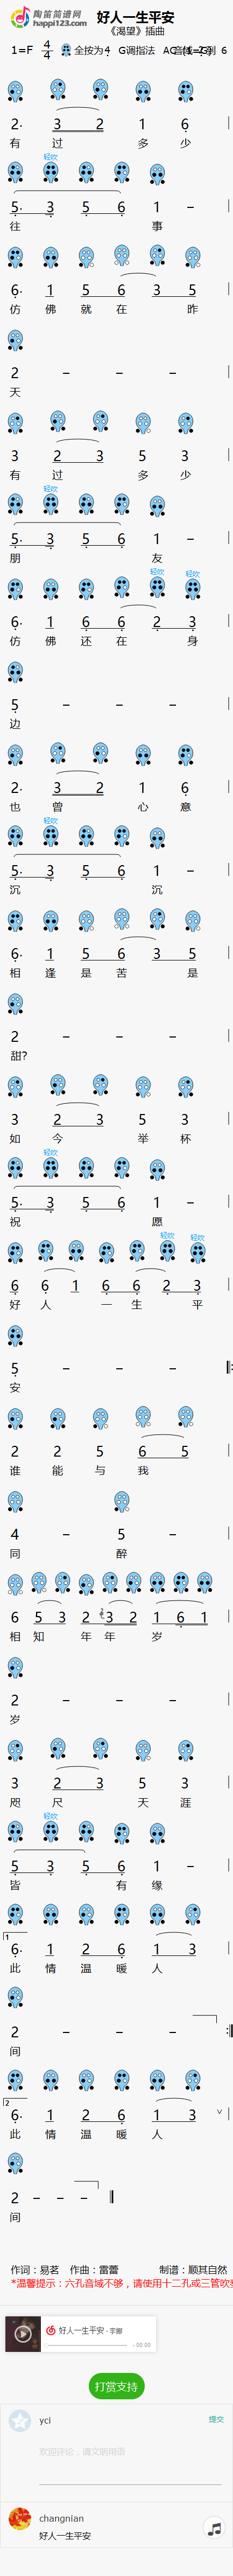 陶笛简谱网
happi123.com
好人一生平安
《渴望》插曲
1=F 4/4 全按为4 G调指法
2· 3 2 1 6
有 过 多 少
轻吹
5· 3 5 6 1 –
往 事
6· 1 5 6 3 5
仿 佛 就 在 昨
2 – – –
天
3 2 3 5 3
有 过 多 少
轻吹
5· 3 5 6 1 –
朋 友
轻吹 轻吹
6· 1 6 6 2 3
仿 佛 还 在 身
5 – – –
边
2· 3 2 1 6
也 曾 心 意
轻吹
5· 3 5 6 1 –
沉 沉
6· 1 5 6 3 5
相 逢 是 苦 是
2 – – –
甜?
3 2 3 5 3
如 今 举 杯
轻吹
5· 3 5 6 1 –
祝 愿
轻吹 轻吹
6 6 1 6 6 2 3
好 人 一 生 平
5 – – –
安
2 2 5 6 5
谁 能 与 我
4 – 5 –
同 醉
6 5 3 2 3 2 1 6 1
相 知 年 年 岁
2 – – –
岁
3 2 3 5 3
咫 尺 天 涯
轻吹
5 3 5 6 1 –
皆 有 缘
1
6· 1 2 6 1 3
此 情 温 暖 人
2 – – –
间
2
6· 1 2 6 1 3
此 情 温 暖 人
2 – – –
间
作词：易茗 作曲：雷蕾 制谱：顺其自然
*温馨提示：六孔音域不够，请使用十二孔或三管吹奏
好人一生平安 - 李娜
- 00:00
打赏支持
yci 提交
欢迎评论，请文明用语
changnian
好人一生平安